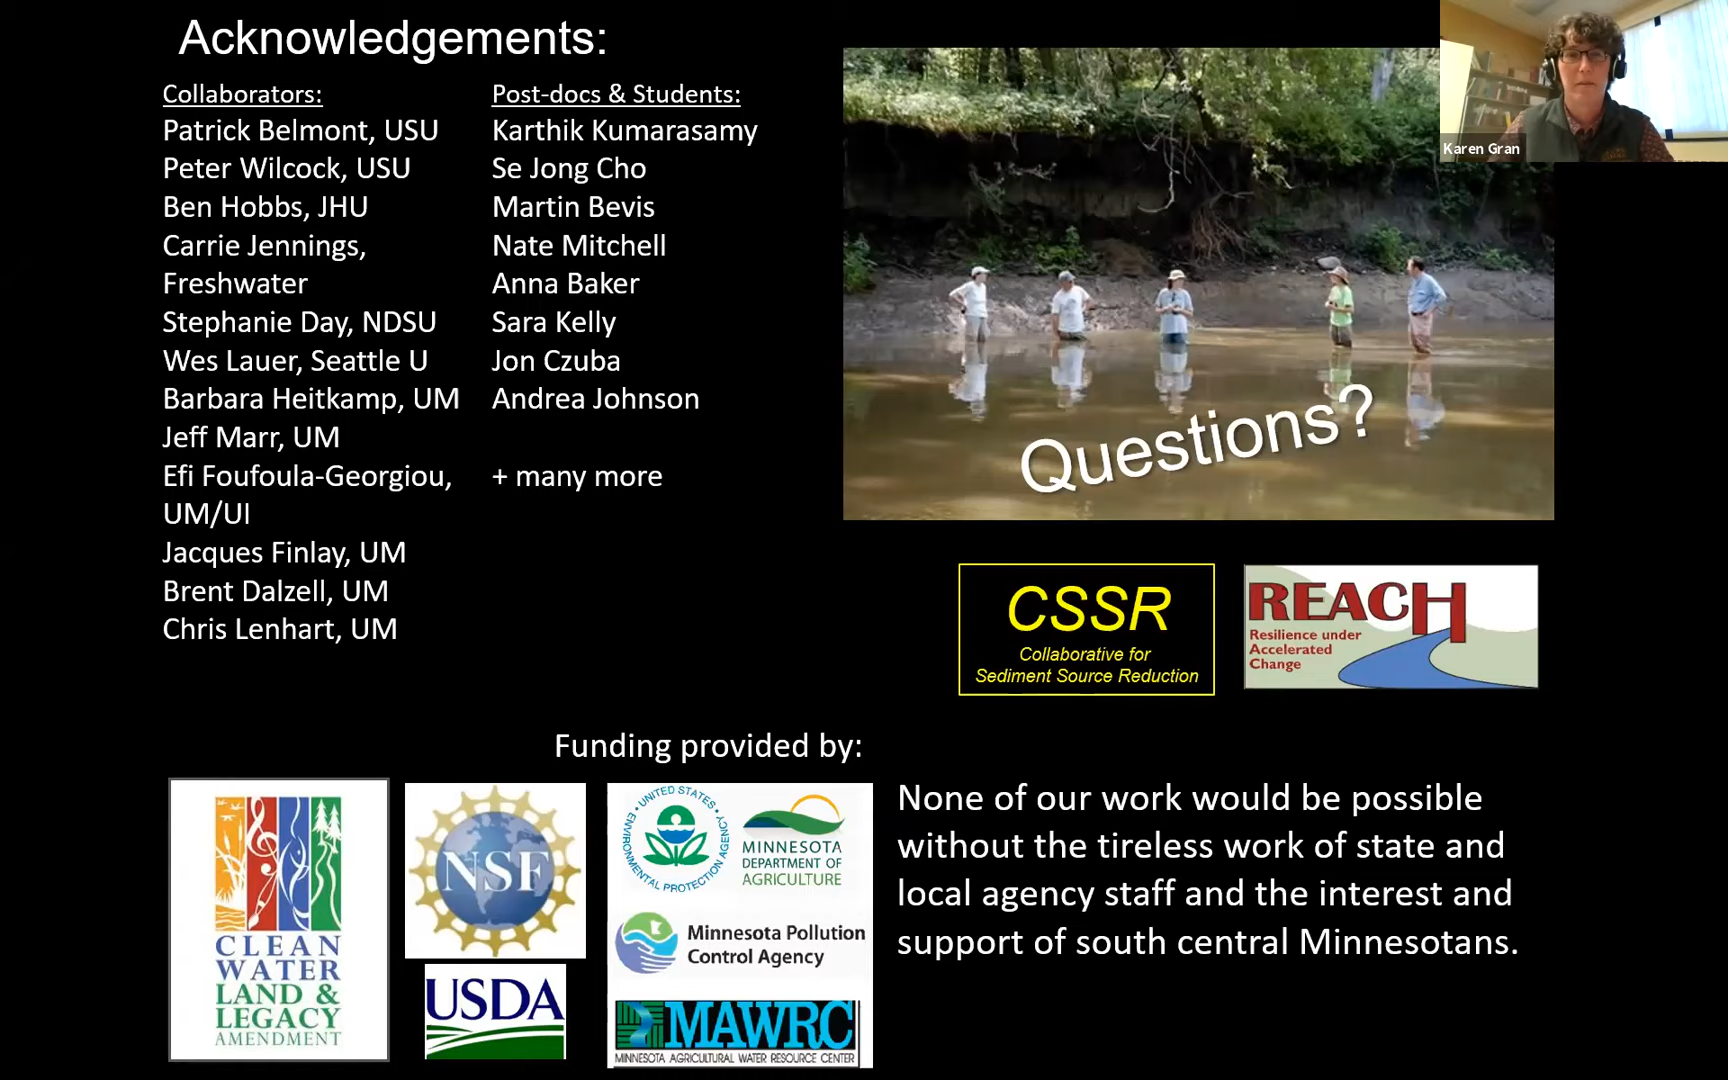 Acknowledgements:
Collaborators:
Patrick Belmont, USU
Peter Wilcock, USU
Ben Hobbs, JHU
Carrie Jennings,
Freshwater
Stephanie Day, NDSU
Wes Lauer, Seattle U
Barbara Heitkamp, UM
Jeff Marr, UM
Efi Foufoula-Georgiou,
UM/UI
Jacques Finlay, UM
Brent Dalzell, UM
Chris Lenhart, UM
Post-docs & Students:
Karthik Kumarasamy
Se Jong Cho
Martin Bevis
Nate Mitchell
Anna Baker
Sara Kelly
Jon Czuba
Andrea Johnson
+ many more
Karen Gran
Questions?
CSSR
Collaborative for
Sediment Source Reduction
REACH
Resilience under
Accelerated
Change
Funding provided by:
CLEAN
WATER
LAND &
LEGACY
AMENDMENT
NSF
USDA
UNITED STATES
ENVIRONMENTAL PROTECTION AGENCY
MINNESOTA
DEPARTMENT OF
AGRICULTURE
Minnesota Pollution
Control Agency
MAWRC
MINNESOTA AGRICULTURAL WATER RESOURCE CENTER
None of our work would be possible
without the tireless work of state and
local agency staff and the interest and
support of south central Minnesotans.